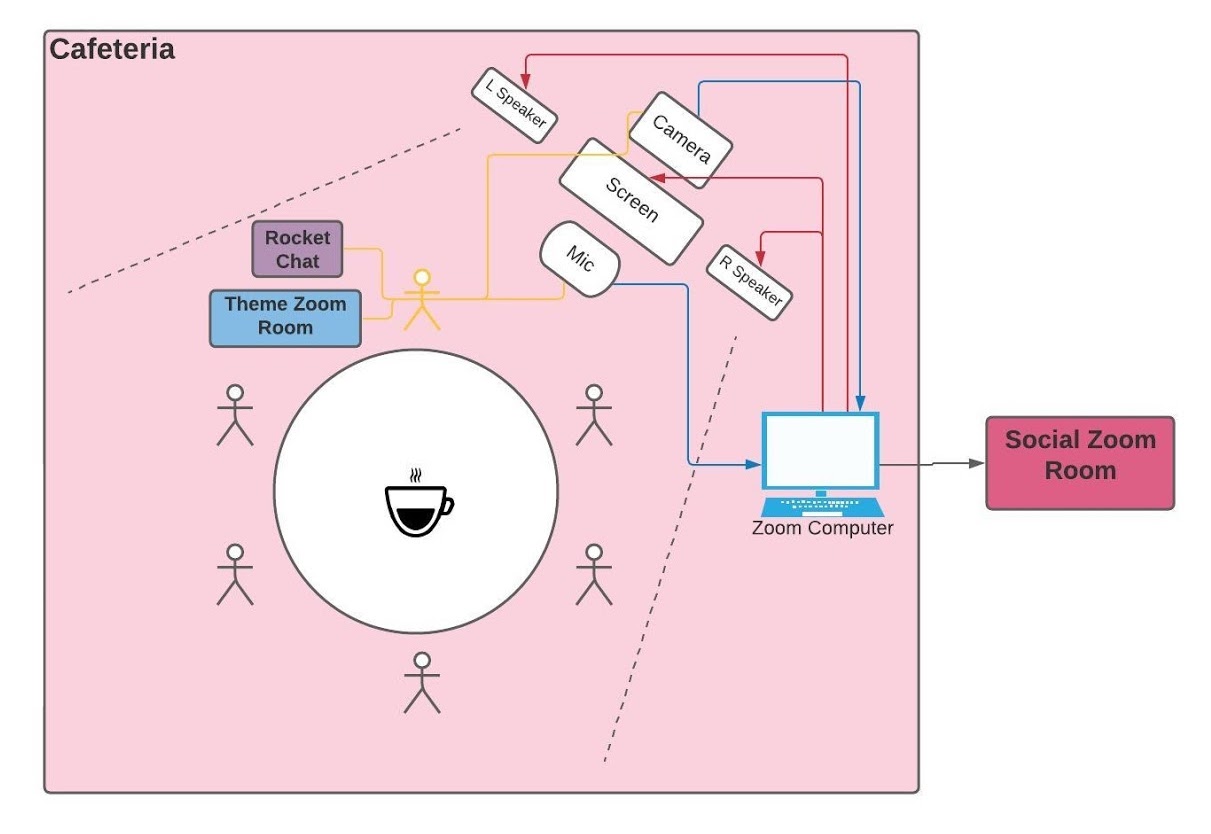 Cafeteria
L Speaker
Camera
Screen
Mic
R Speaker
Rocket
Chat
Theme Zoom
Room
Social Zoom
Room
Zoom Computer